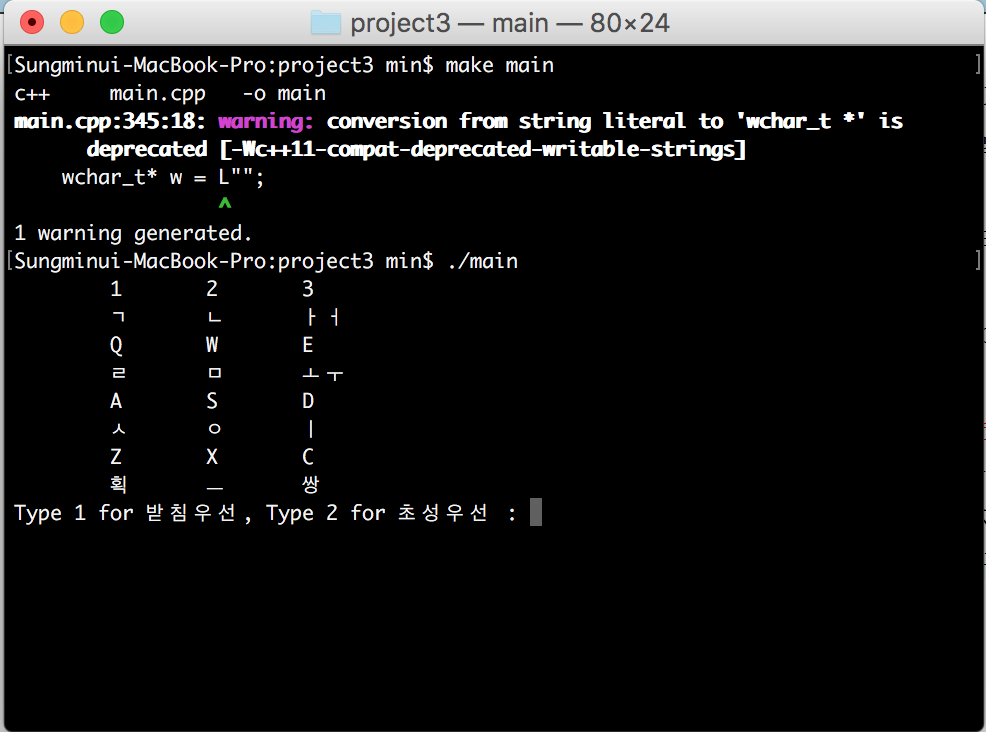 project3 — main — 80×24
[Sungminui-MacBook-Pro:project3 min$ make main ]
c++ main.cpp -o main
main.cpp:345:18: warning: conversion from string literal to 'wchar_t *' is
deprecated [-Wc++11-compat-deprecated-writable-strings]
wchar_t* w = L"";
^
1 warning generated.
[Sungminui-MacBook-Pro:project3 min$ ./main ]
1 2 3
ㄱ ㄴ ㅏㅓ
Q W E
ㄹ ㅁ ㅗㅜ
A S D
ㅅ ㅇ ㅣ
Z X C
획 ㅡ 쌍
Type 1 for 받침우선, Type 2 for 초성우선 :